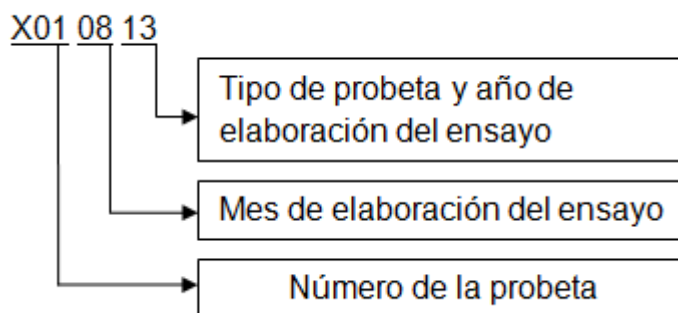 X01 08 13
Tipo de probeta y año de
elaboración del ensayo
Mes de elaboración del ensayo
Número de la probeta